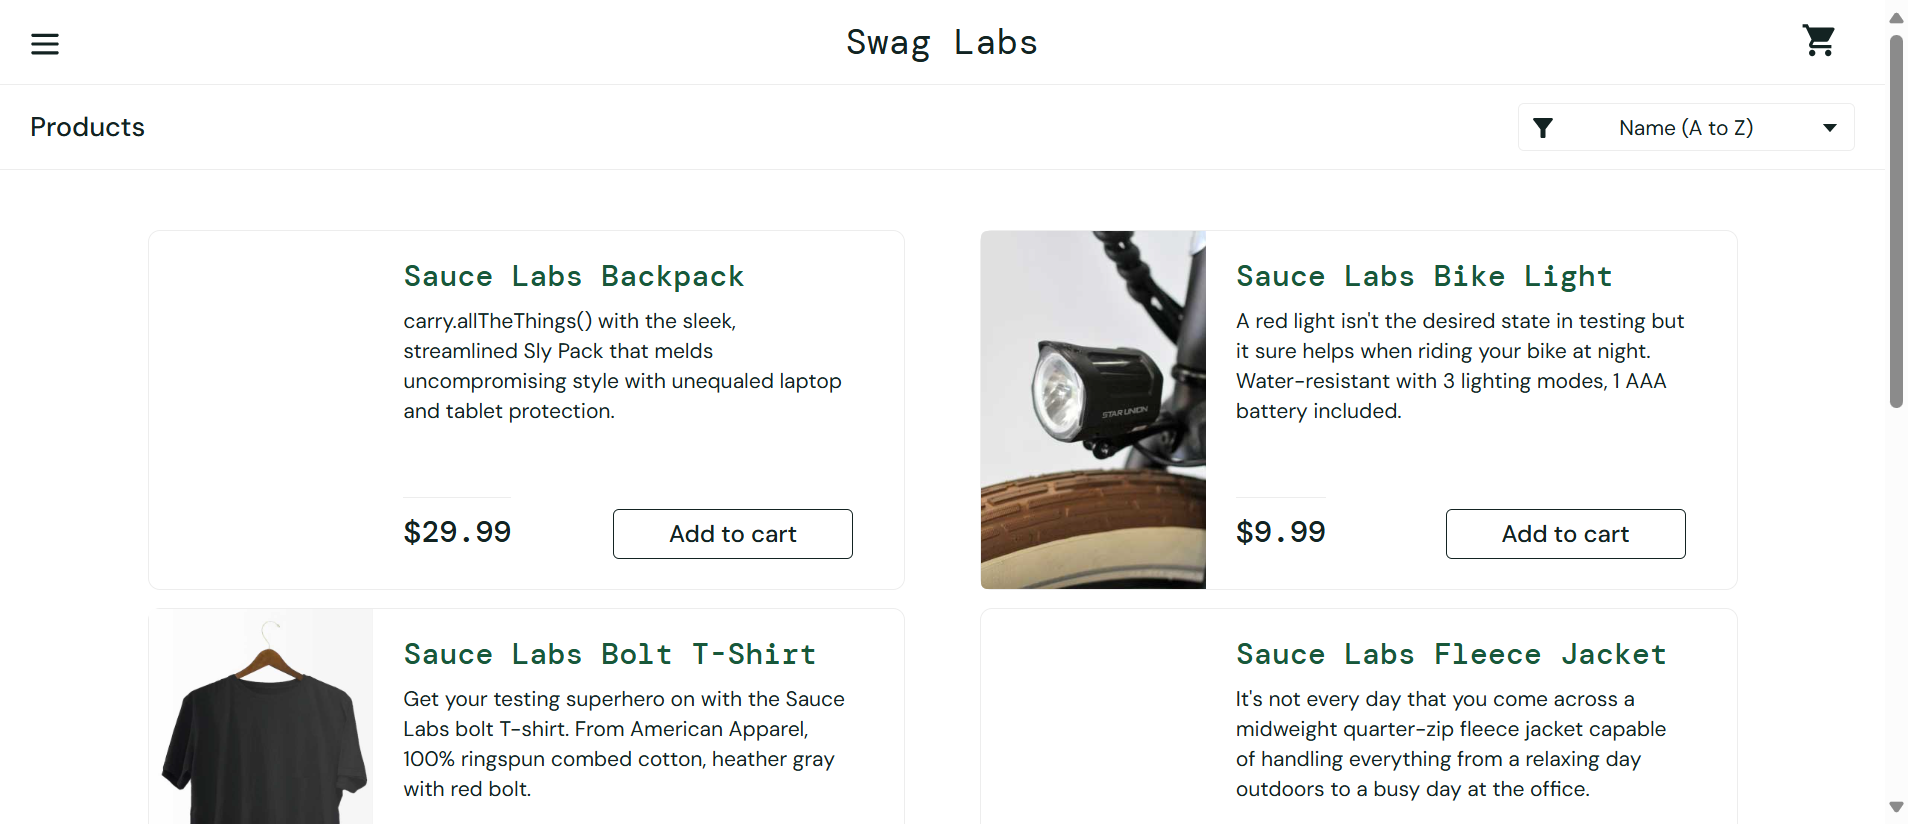 Swag Labs
Products
Name (A to Z)
Sauce Labs Backpack
carry.allTheThings() with the sleek,
streamlined Sly Pack that melds
uncompromising style with unequaled laptop
and tablet protection.
$29.99
Add to cart
Sauce Labs Bike Light
A red light isn't the desired state in testing but
it sure helps when riding your bike at night.
Water-resistant with 3 lighting modes, 1 AAA
battery included.
STAR UNION
$9.99
Add to cart
Sauce Labs Bolt T-Shirt
Get your testing superhero on with the Sauce
Labs bolt T-shirt. From American Apparel,
100% ringspun combed cotton, heather gray
with red bolt.
Sauce Labs Fleece Jacket
It's not every day that you come across a
midweight quarter-zip fleece jacket capable
of handling everything from a relaxing day
outdoors to a busy day at the office.